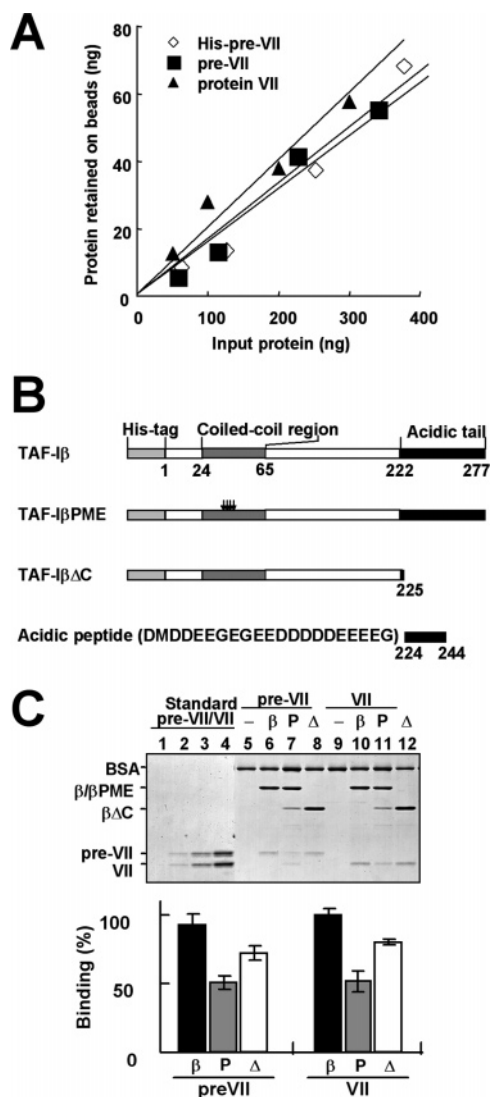 A
His-pre-VII
pre-VII
protein VII
Protein retained on beads (ng)
80
60
40
20
0
0 100 200 300 400
Input protein (ng)
B
His-tag Coiled-coil region Acidic tail
TAF-Iβ
1 24 65 222 277
TAF-IβPME
TAF-IβΔC
225
Acidic peptide (DMDDEEGEGEEDDDDDEEEEG)
224 244
C
Standard
pre-VII/VII
pre-VII VII
– β P Δ – β P Δ
1 2 3 4 5 6 7 8 9 10 11 12
BSA
β/βPME
βΔC
pre-VII
VII
Binding (%)
100
50
0
β P Δ β P Δ
preVII VII